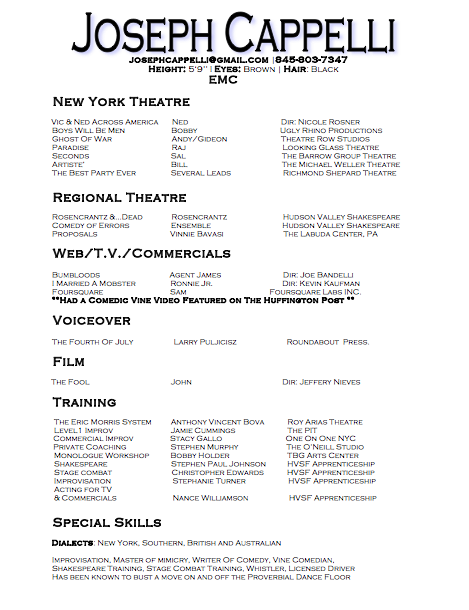 Joseph Cappelli
josephcappelli@gmail.com |845-803-7347
Height: 5'9" | Eyes: Brown | Hair: Black
EMC
New York Theatre
Vic & Ned Across America Ned Dir: Nicole Rosner
Boys Will Be Men Bobby Ugly Rhino Productions
Ghost Of War Andy/Gideon Theatre Row Studios
Paradise Raj Looking Glass Theatre
Seconds Sal The Barrow Group Theatre
Artiste' Bill The Michael Weller Theatre
The Best Party Ever Several Leads Richmond Shepard Theatre
Regional Theatre
Rosencrantz &...Dead Rosencrantz Hudson Valley Shakespeare
Comedy of Errors Ensemble Hudson Valley Shakespeare
Proposals Vinnie Bavasi The Labuda Center, PA
Web/T.V./Commercials
Bumbloods Agent James Dir: Joe Bandelli
I Married A Mobster Ronnie Jr. Dir: Kevin Kaufman
Foursquare Sam Foursquare Labs INC.
**Had a Comedic Vine Video Featured on The Huffington Post **
Voiceover
The Fourth Of July Larry Puljicisz Roundabout Press.
Film
The Fool John Dir: Jeffery Nieves
Training
The Eric Morris System Anthony Vincent Bova Roy Arias Theatre
Level1 Improv Jamie Cummings The PIT
Commercial Improv Stacy Gallo One On One NYC
Private Coaching Stephen Murphy The O'Neill Studio
Monologue Workshop Bobby Holder TBG Arts Center
Shakespeare Stephen Paul Johnson HVSF Apprenticeship
Stage combat Christopher Edwards HVSF Apprenticeship
Improvisation Stephanie Turner HVSF Apprenticeship
Acting for TV
& Commercials Nance Williamson HVSF Apprenticeship
Special Skills
Dialects: New York, Southern, British and Australian
Improvisation, Master of mimicry, Writer Of Comedy, Vine Comedian,
Shakespeare Training, Stage Combat Training, Whistler, Licensed Driver
Has been known to bust a move on and off the Proverbial Dance Floor